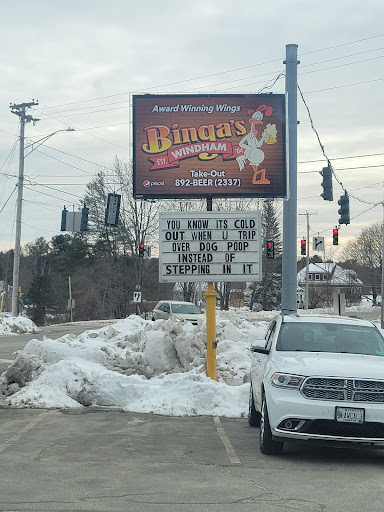 Award Winning Wings
Binga's
EST. WINDHAM
Take-Out
892-BEER (2337)
pepsi
YOU KNOW ITS COLD
OUT WHEN U TRIP
OVER DOG POOP
INSTEAD OF
STEPPING IN IT